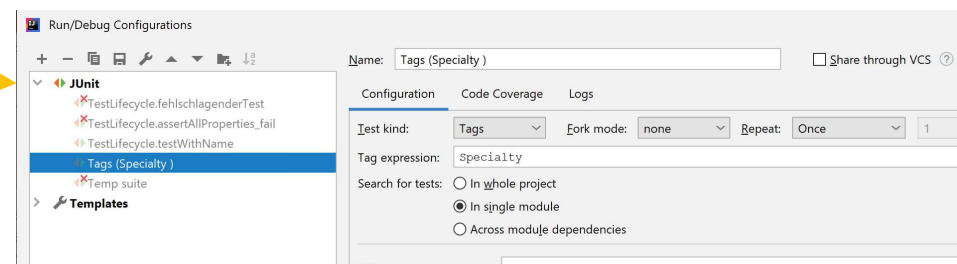 Run/Debug Configurations
Name: Tags (Specialty ) Share through VCS ?
JUnit
TestLifecycle.fehlschlagenderTest
TestLifecycle.assertAllProperties_fail
TestLifecycle.testWithName
Tags (Specialty )
Temp suite
Templates
Configuration Code Coverage Logs
Test kind: Tags Fork mode: none Repeat: Once 1
Tag expression: Specialty
Search for tests: In whole project
In single module
Across module dependencies